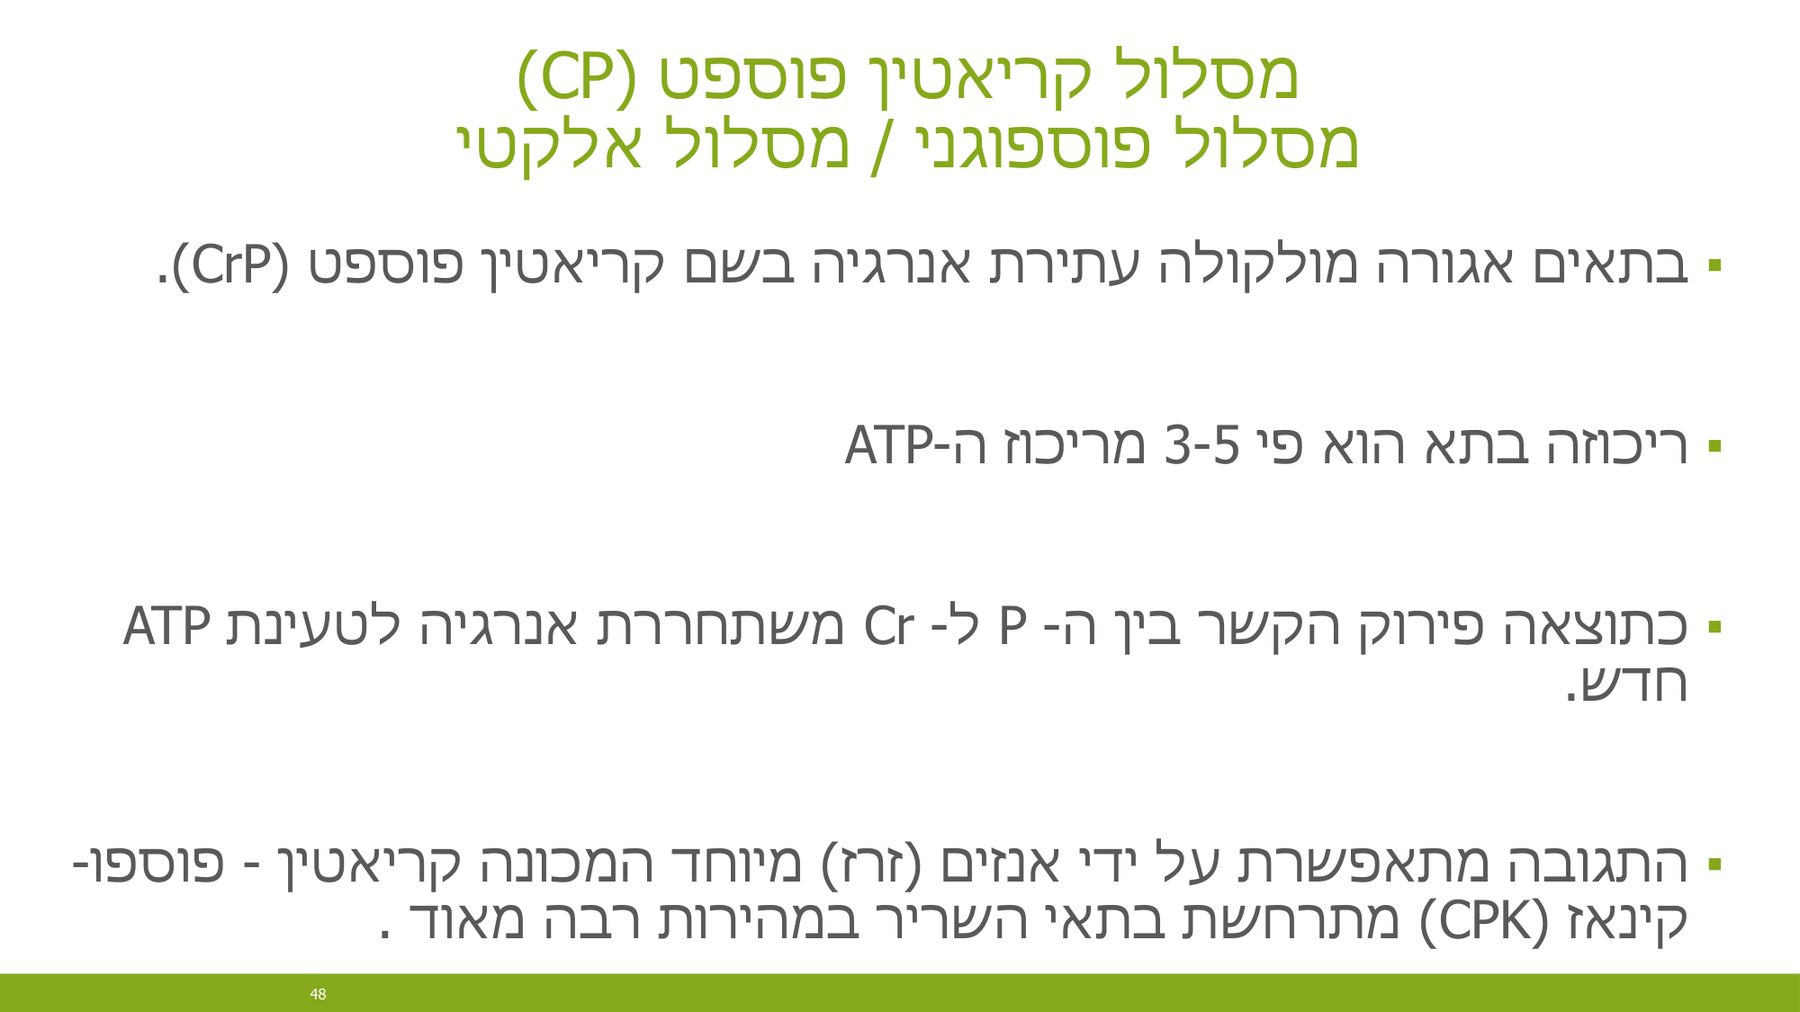 מסלול קריאטין פוספט (CP)
מסלול פוספוגני / מסלול אלקטי
▪ בתאים אגורה מולקולה עתירת אנרגיה בשם קריאטין פוספט (CrP).
▪ ריכוזה בתא הוא פי 3-5 מריכוז ה-ATP
▪ כתוצאה פירוק הקשר בין ה- P ל- Cr משתחררת אנרגיה לטעינת ATP
חדש.
▪ התגובה מתאפשרת על ידי אנזים (זרז) מיוחד המכונה קריאטין - פוספו-
קינאז (CPK) מתרחשת בתאי השריר במהירות רבה מאוד .
48